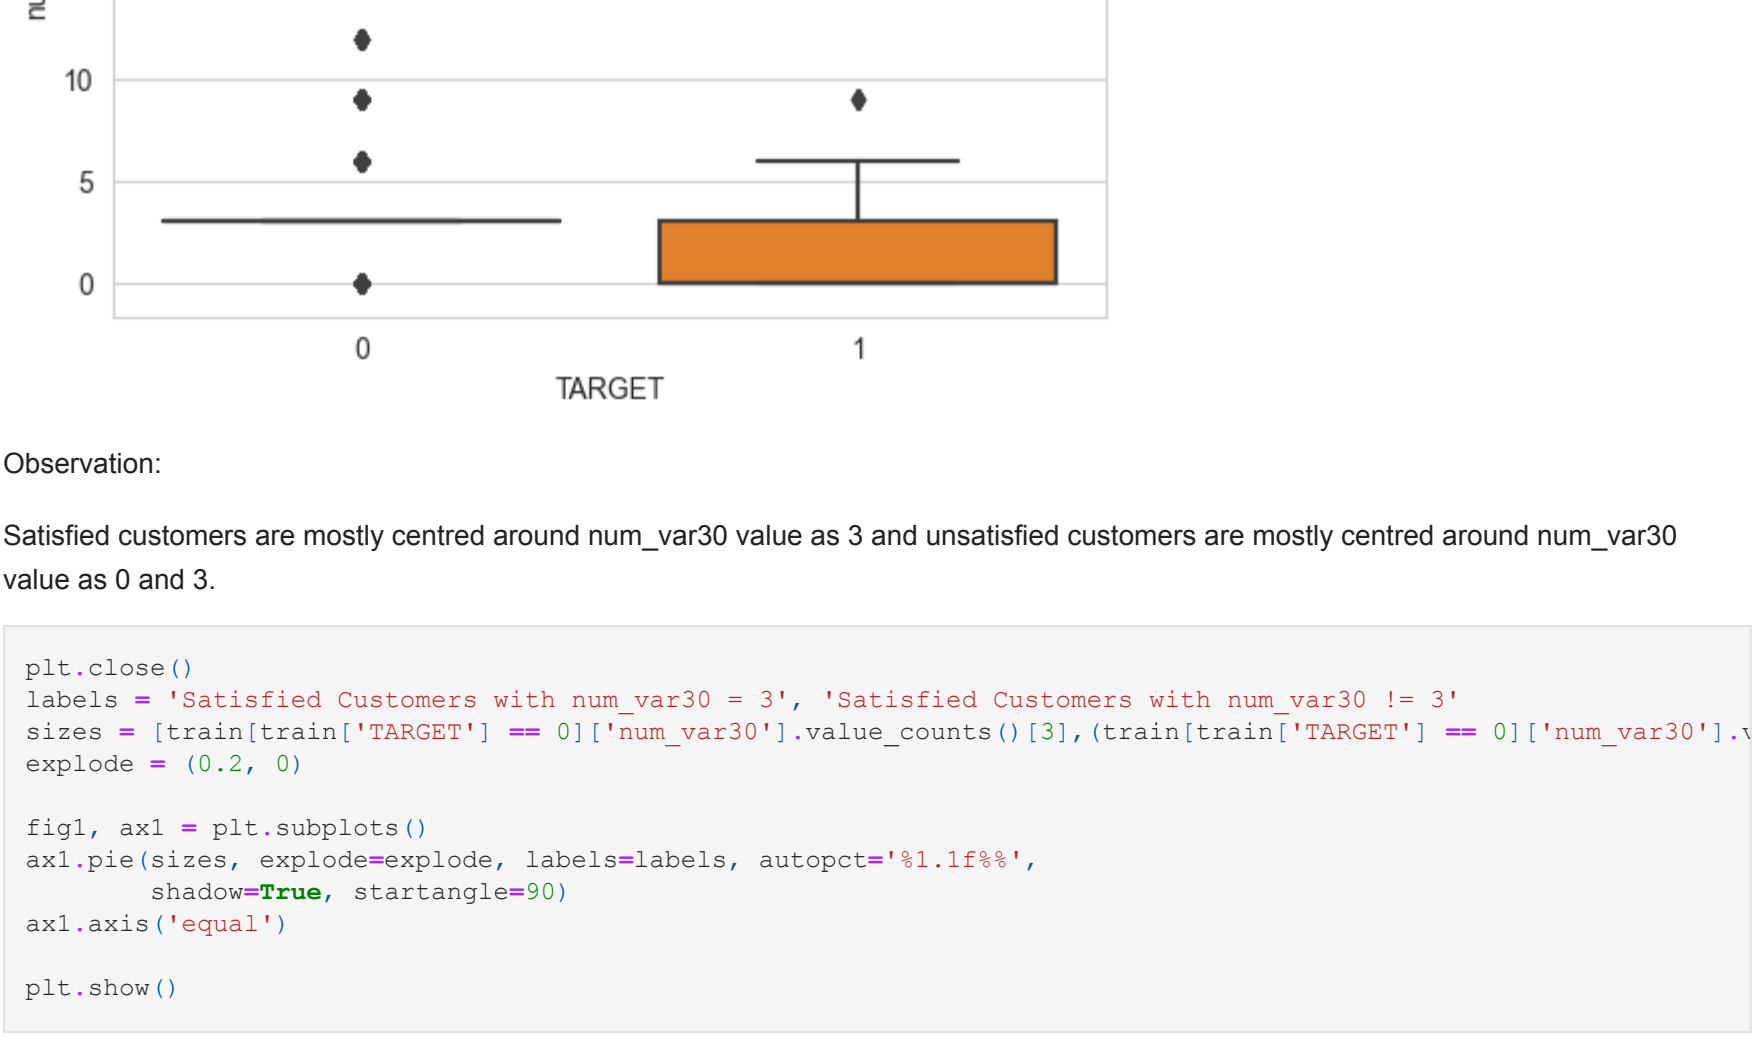 10
5
0
0 1
TARGET
Observation:
Satisfied customers are mostly centred around num_var30 value as 3 and unsatisfied customers are mostly centred around num_var30
value as 0 and 3.
plt.close()
labels = 'Satisfied Customers with num_var30 = 3', 'Satisfied Customers with num_var30 != 3'
sizes = [train[train['TARGET'] == 0]['num_var30'].value_counts()[3],(train[train['TARGET'] == 0]['num_var30'].
explode = (0.2, 0)
fig1, ax1 = plt.subplots()
ax1.pie(sizes, explode=explode, labels=labels, autopct='%1.1f%%',
shadow=True, startangle=90)
ax1.axis('equal')
plt.show()